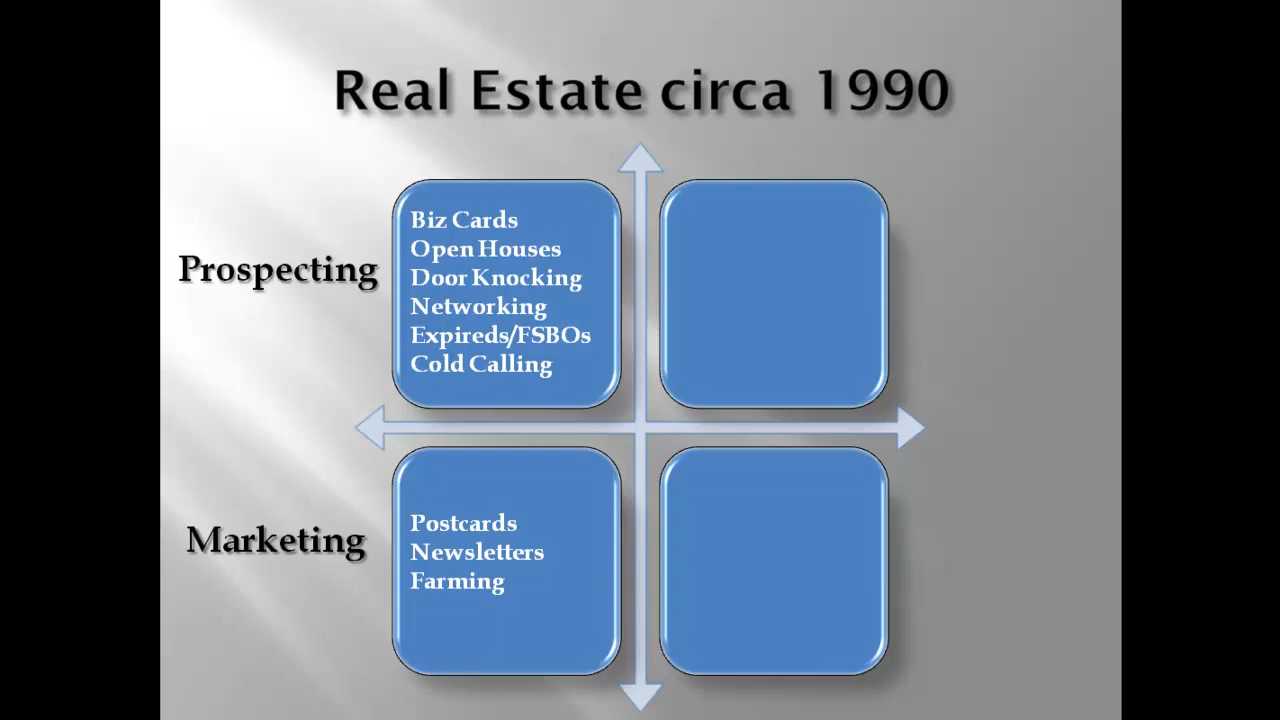 Real Estate circa 1990
Prospecting
Biz Cards
Open Houses
Door Knocking
Networking
Expireds/FSBOs
Cold Calling
Marketing
Postcards
Newsletters
Farming